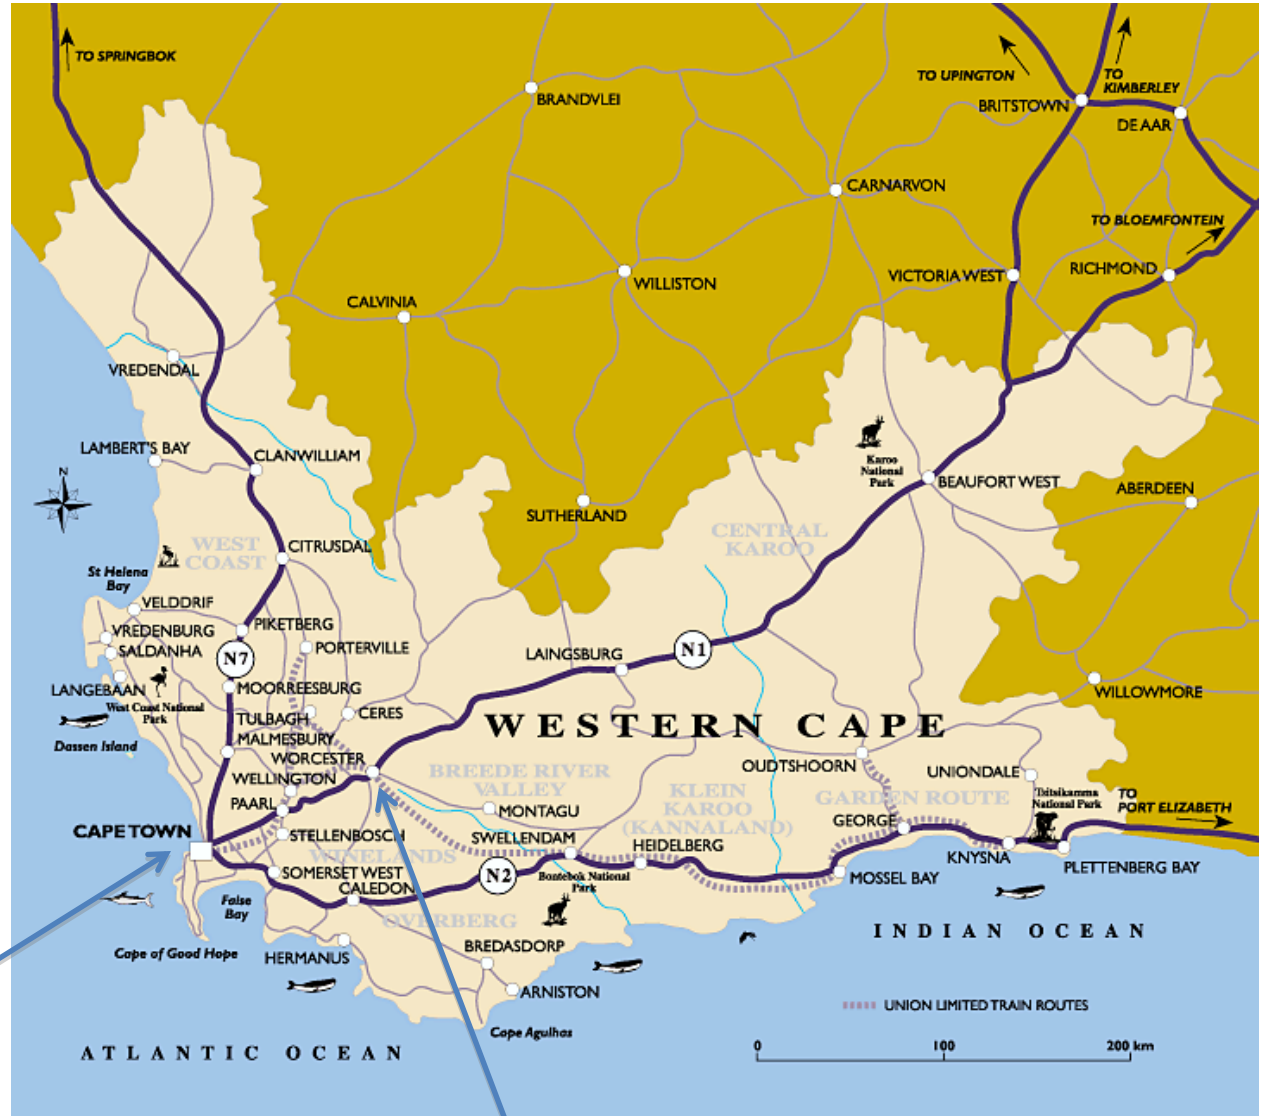 TO SPRINGBOK
BRANDVLEI
TO UPINGTON
TO
KIMBERLEY
BRITSTOWN
DE AAR
CARNARVON
TO BLOEMFONTEIN
WILLISTON
VICTORIA WEST
RICHMOND
CALVINIA
VREDENDAL
LAMBERT'S BAY
CLANWILLIAM
N
Karoo
National
Park
BEAUFORT WEST
ABERDEEN
SUTHERLAND
CENTRAL
KAROO
WEST
COAST
CITRUSDAL
St Helena
Bay
VELDDRIF
VREDENBURG
PIKETBERG
SALDANHA
PORTERVILLE
N7
LAINGSBURG
N1
LANGEBAAN
MOORREESBURG
West Coast National
Park
WILLOWMORE
TULBAGH
CERES
WESTERN CAPE
Dassen Island
MALMESBURY
WORCESTER
OUDTSHOORN
UNIONDALE
WELLINGTON
BREEDE RIVER
VALLEY
KLEIN
KAROO
(KANNALAND)
GARDEN ROUTE
Tsitsikamma
National Park
TO
PORT ELIZABETH
PAARL
MONTAGU
GEORGE
CAPE TOWN
STELLENBOSCH
SWELLENDAM
HEIDELBERG
WINELANDS
KNYSNA
PLETTENBERG BAY
SOMERSET WEST
N2
Bontebok National
Park
MOSSEL BAY
CALEDON
False
Bay
OVERBERG
INDIAN OCEAN
Cape of Good Hope
HERMANUS
BREDASDORP
ARNISTON
UNION LIMITED TRAIN ROUTES
Cape Agulhas
ATLANTIC OCEAN
0 100 200 km